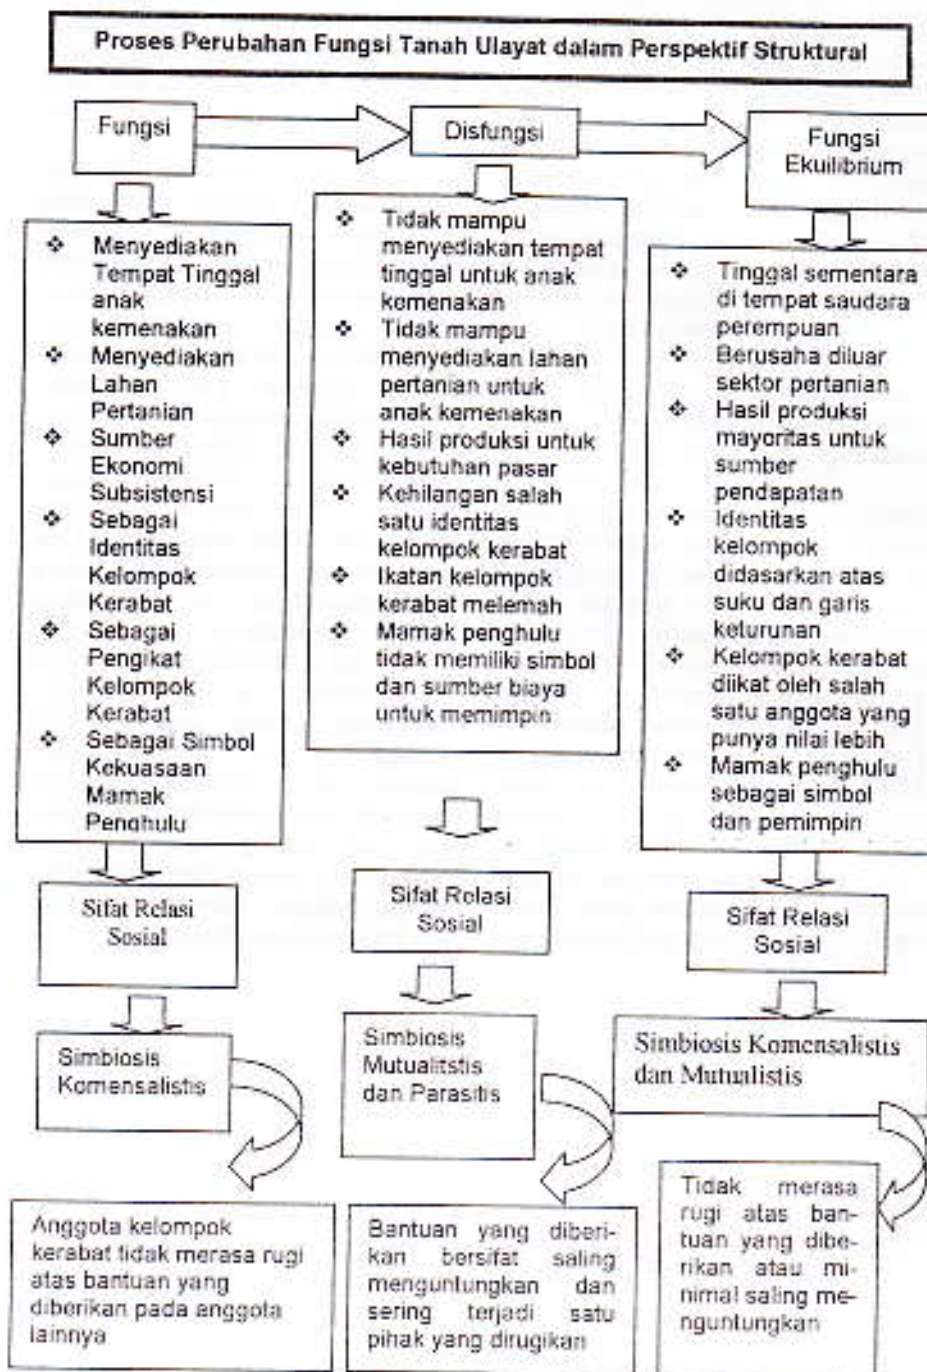 Proses Perubahan Fungsi Tanah Ulayat dalam Perspektif Struktural
Fungsi
Disfungsi
Fungsi
Ekuilibrium
❖ Menyediakan
Tempat Tinggal
anak
kemenakan
❖ Menyediakan
Lahan
Pertanian
❖ Sumber
Ekonomi
Subsistensi
❖ Sebagai
Identitas
Kelompok
Kerabat
❖ Sebagai
Pengikat
Kelompok
Kerabat
❖ Sebagai Simbol
Kekuasaan
Mamak
Penghulu
❖ Tidak mampu
menyediakan tempat
tinggal untuk anak
kemenakan
❖ Tidak mampu
menyediakan lahan
pertanian untuk
anak kemenakan
❖ Hasil produksi untuk
kebutuhan pasar
❖ Kehilangan salah
satu identitas
kelompok kerabat
❖ Ikatan kelompok
kerabat melemah
❖ Mamak penghulu
tidak memiliki simbol
dan sumber biaya
untuk memimpin
❖ Tinggal sementara
di tempat saudara
perempuan
❖ Berusaha diluar
sektor pertanian
❖ Hasil produksi
mayoritas untuk
sumber
pendapatan
❖ Identitas
kelompok
didasarkan atas
suku dan garis
keturunan
❖ Kelompok kerabat
diikat oleh salah
satu anggota yang
punya nilai lebih
❖ Mamak penghulu
sebagai simbol
dan pemimpin
Sifat Relasi
Sosial
Sifat Relasi
Sosial
Sifat Relasi
Sosial
Simbiosis
Komensalistis
Simbiosis
Mutualitstis
dan Parasitis
Simbiosis Komensalistis
dan Mutualistis
Anggota kelompok
kerabat tidak merasa rugi
atas bantuan yang
diberikan pada anggota
lainnya
Bantuan yang diberi-
kan bersifat saling
menguntungkan dan
sering terjadi satu
pihak yang dirugikan
Tidak merasa
rugi atas ban-
tuan yang dibe-
rikan atau mi-
nimal saling me-
nguntungkan